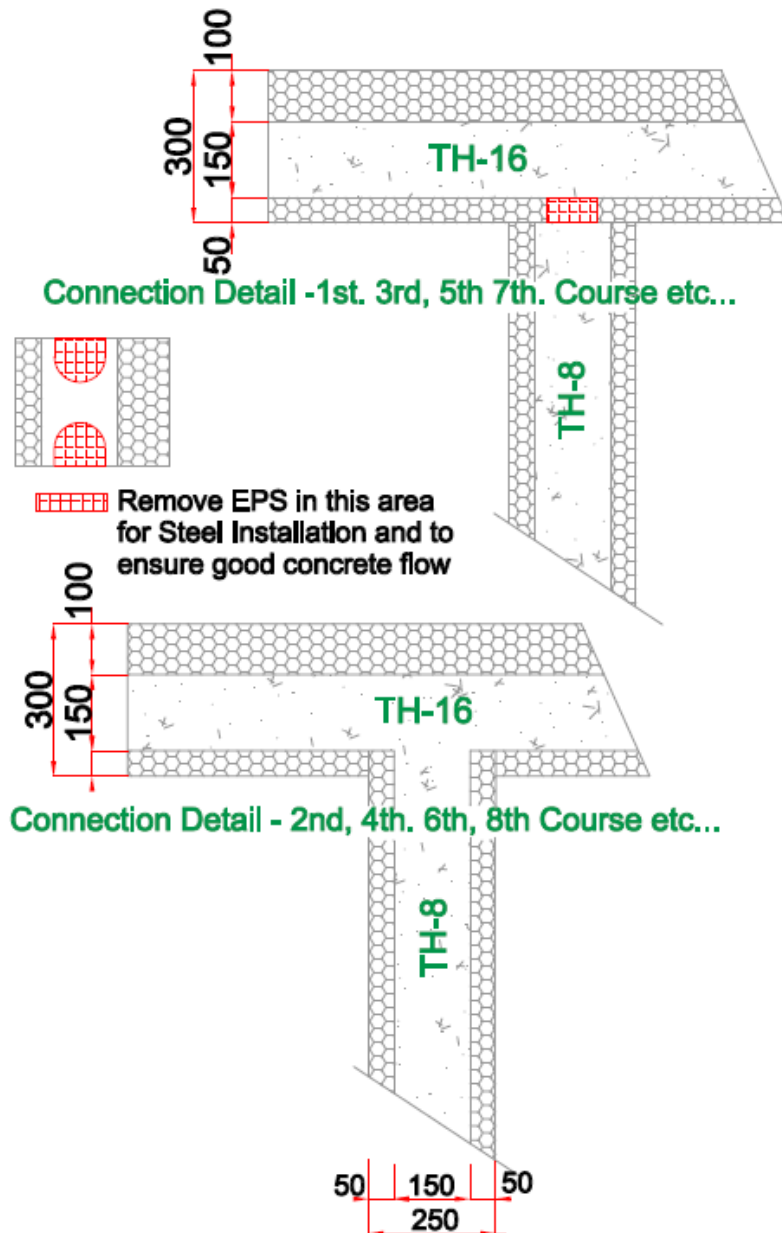 100
300
150
50
TH-16
Connection Detail -1st. 3rd, 5th 7th. Course etc...
TH-8
Remove EPS in this area
for Steel Installation and to
ensure good concrete flow
100
300
150
TH-16
Connection Detail - 2nd, 4th. 6th, 8th Course etc...
TH-8
50 150 50
250